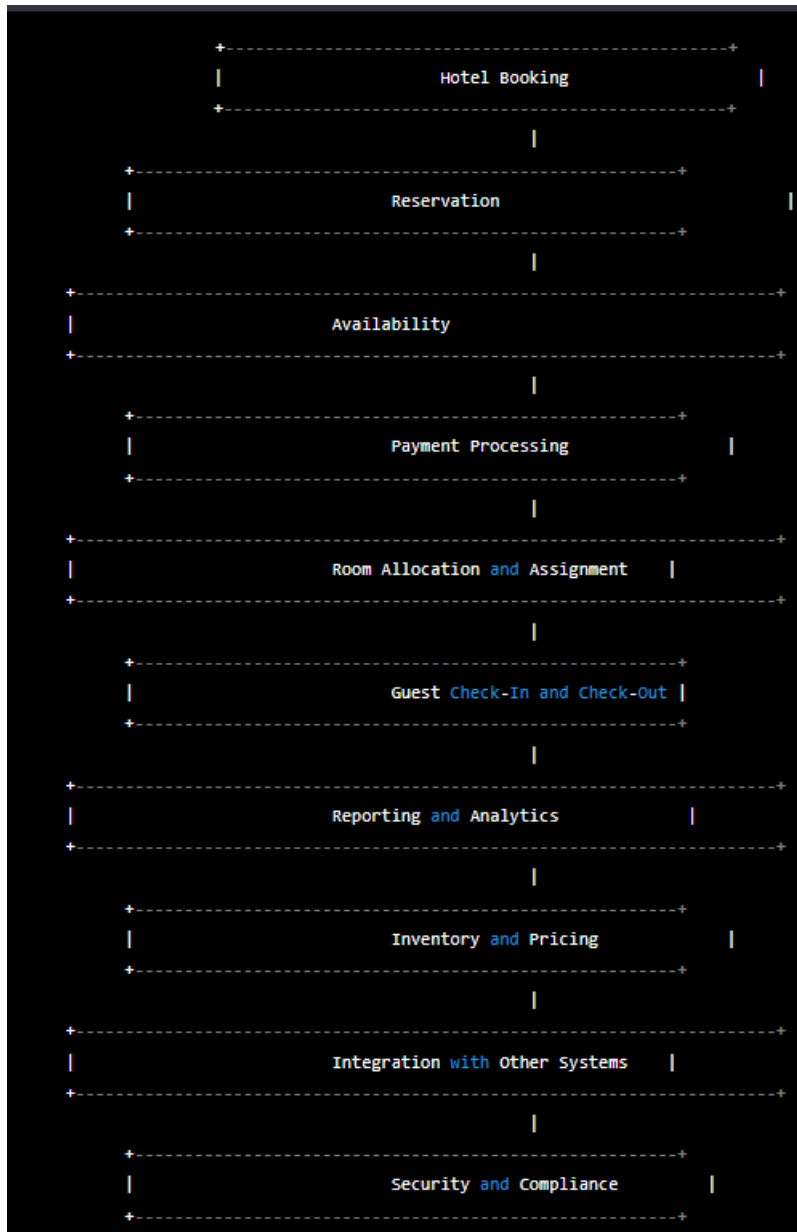 Hotel Booking
Reservation
Availability
Payment Processing
Room Allocation and Assignment
Guest Check-In and Check-Out
Reporting and Analytics
Inventory and Pricing
Integration with Other Systems
Security and Compliance